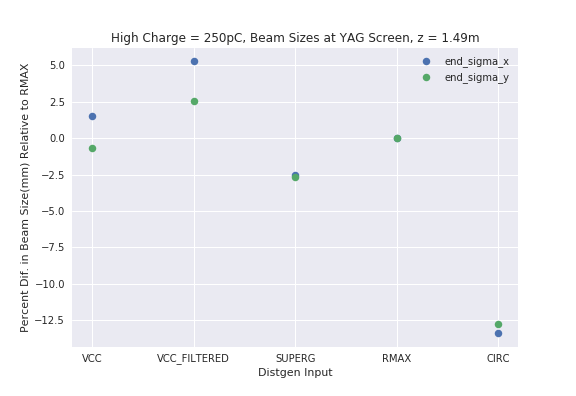 High Charge = 250pC, Beam Sizes at YAG Screen, z = 1.49m
end_sigma_x
end_sigma_y
Percent Dif. in Beam Size(mm) Relative to RMAX
5.0
2.5
0.0
−2.5
−5.0
−7.5
−10.0
−12.5
VCC VCC_FILTERED SUPERG RMAX CIRC
Distgen Input